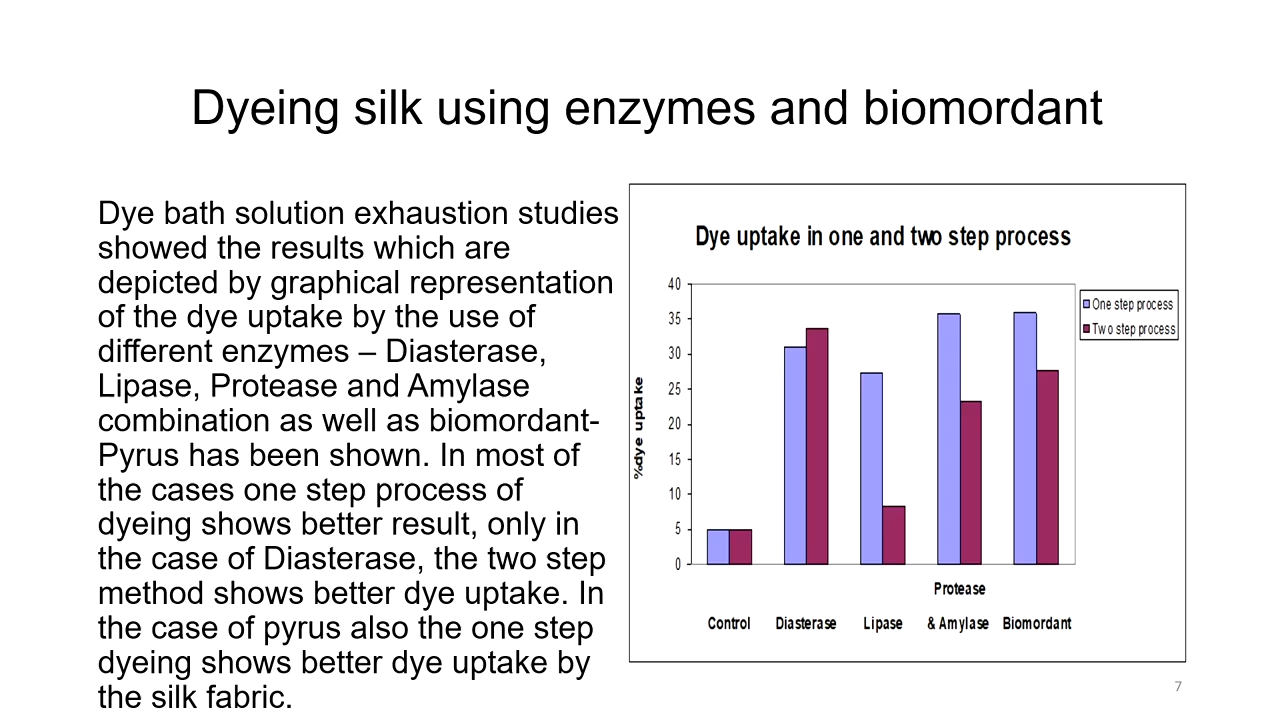 Dyeing silk using enzymes and biomordant
Dye bath solution exhaustion studies
showed the results which are
depicted by graphical representation
of the dye uptake by the use of
different enzymes – Diasterase,
Lipase, Protease and Amylase
combination as well as biomordant-
Pyrus has been shown. In most of
the cases one step process of
dyeing shows better result, only in
the case of Diasterase, the two step
method shows better dye uptake. In
the case of pyrus also the one step
dyeing shows better dye uptake by
the silk fabric.
Dye uptake in one and two step process
40
35
30
25
20
15
10
5
0
%dye uptake
One step process
Two step process
Protease
Control Diasterase Lipase & Amylase Biomordant
7